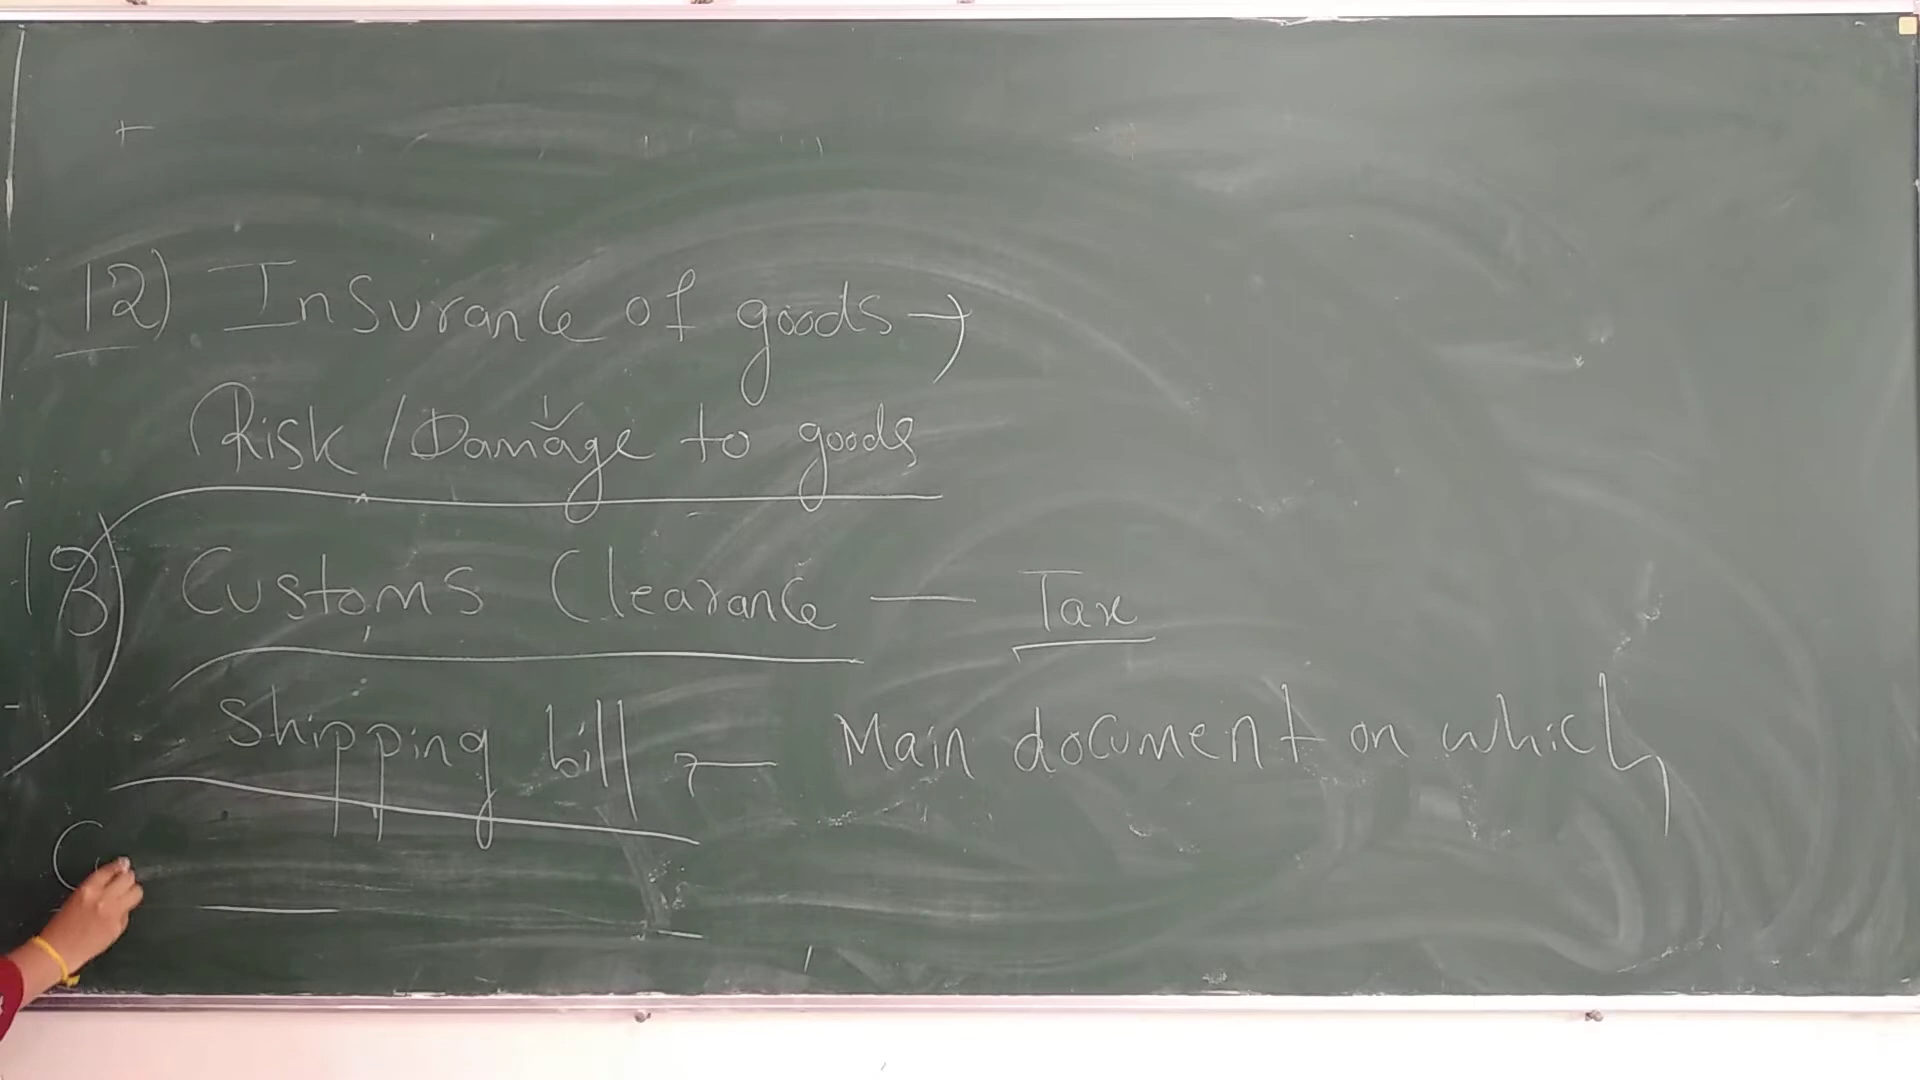 12) Insurance of goods →
Risk / Damage to goods
13) Customs Clearance — Tax
Shipping bill — Main document on which
C